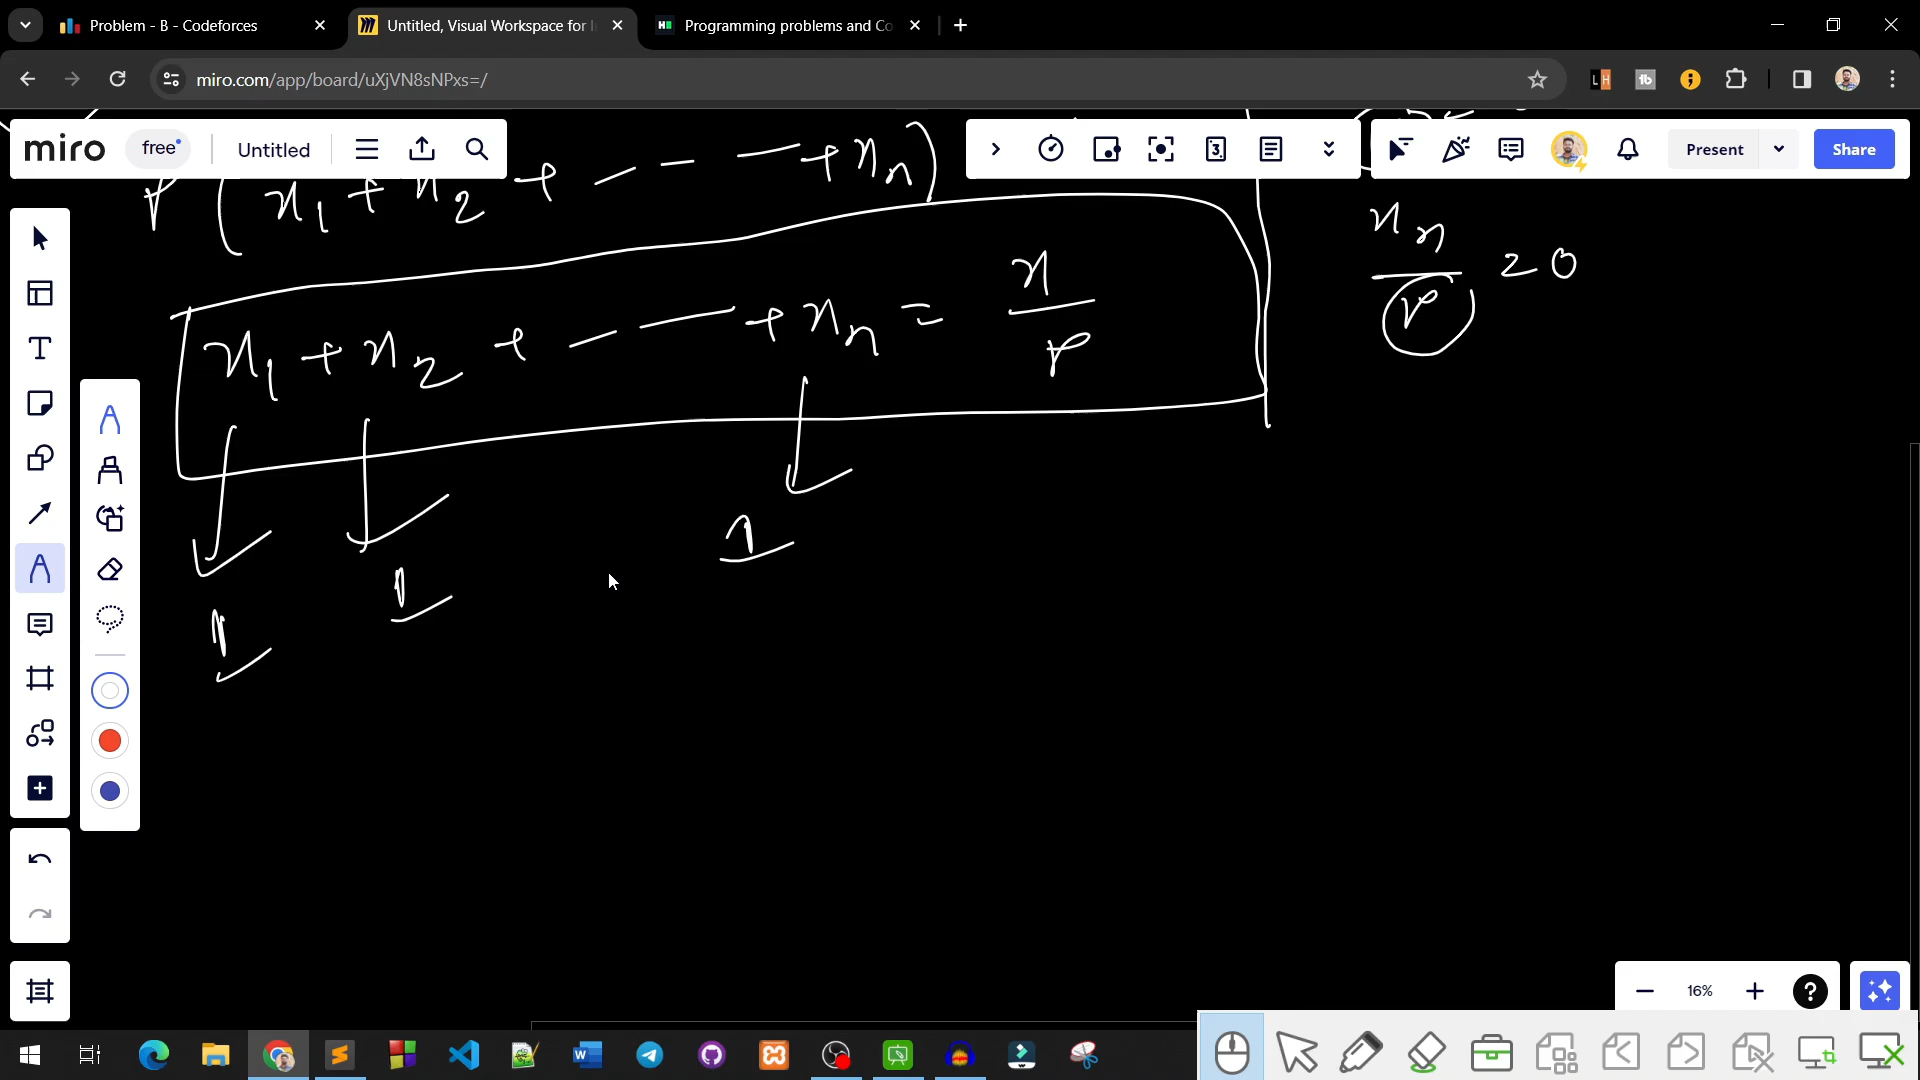 Problem - B - Codeforces
Untitled, Visual Workspace for I
Programming problems and Co
miro.com/app/board/uXjVN8sNPxs=/
miro free Untitled
Present Share
r (x₁ + x₂ + - - - + xₙ)
xₙ/r = 0
x₁ + x₂ + - - + xₙ = x/r
1
1
1
16%